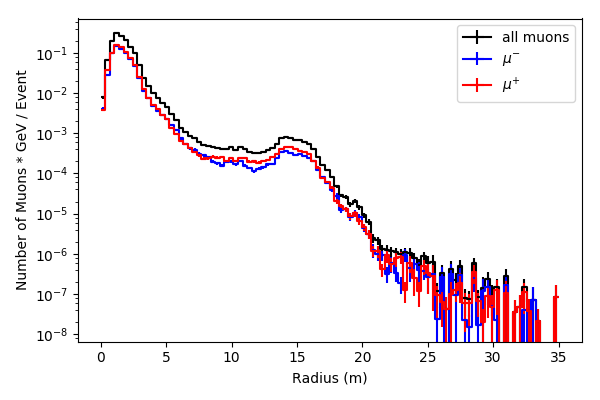 all muons
μ⁻
μ⁺
Number of Muons * GeV / Event
10⁻¹
10⁻²
10⁻³
10⁻⁴
10⁻⁵
10⁻⁶
10⁻⁷
10⁻⁸
0 5 10 15 20 25 30 35
Radius (m)